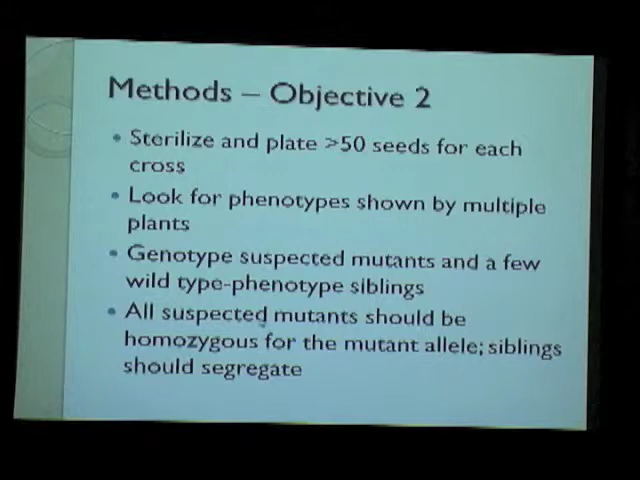 Methods – Objective 2
• Sterilize and plate >50 seeds for each
cross
• Look for phenotypes shown by multiple
plants
• Genotype suspected mutants and a few
wild type-phenotype siblings
• All suspected mutants should be
homozygous for the mutant allele; siblings
should segregate